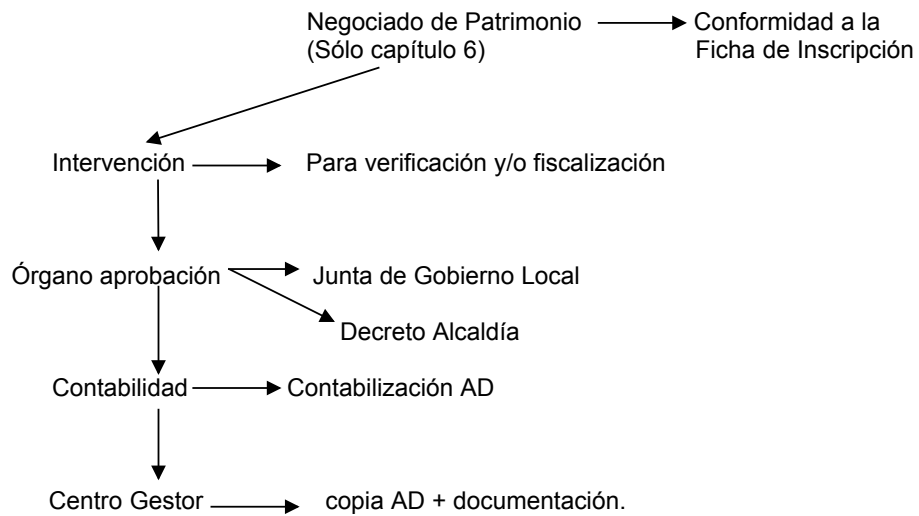 Negociado de Patrimonio
(Sólo capítulo 6)
Conformidad a la
Ficha de Inscripción
Intervención
Para verificación y/o fiscalización
Órgano aprobación
Junta de Gobierno Local
Decreto Alcaldía
Contabilidad
Contabilización AD
Centro Gestor
copia AD + documentación.